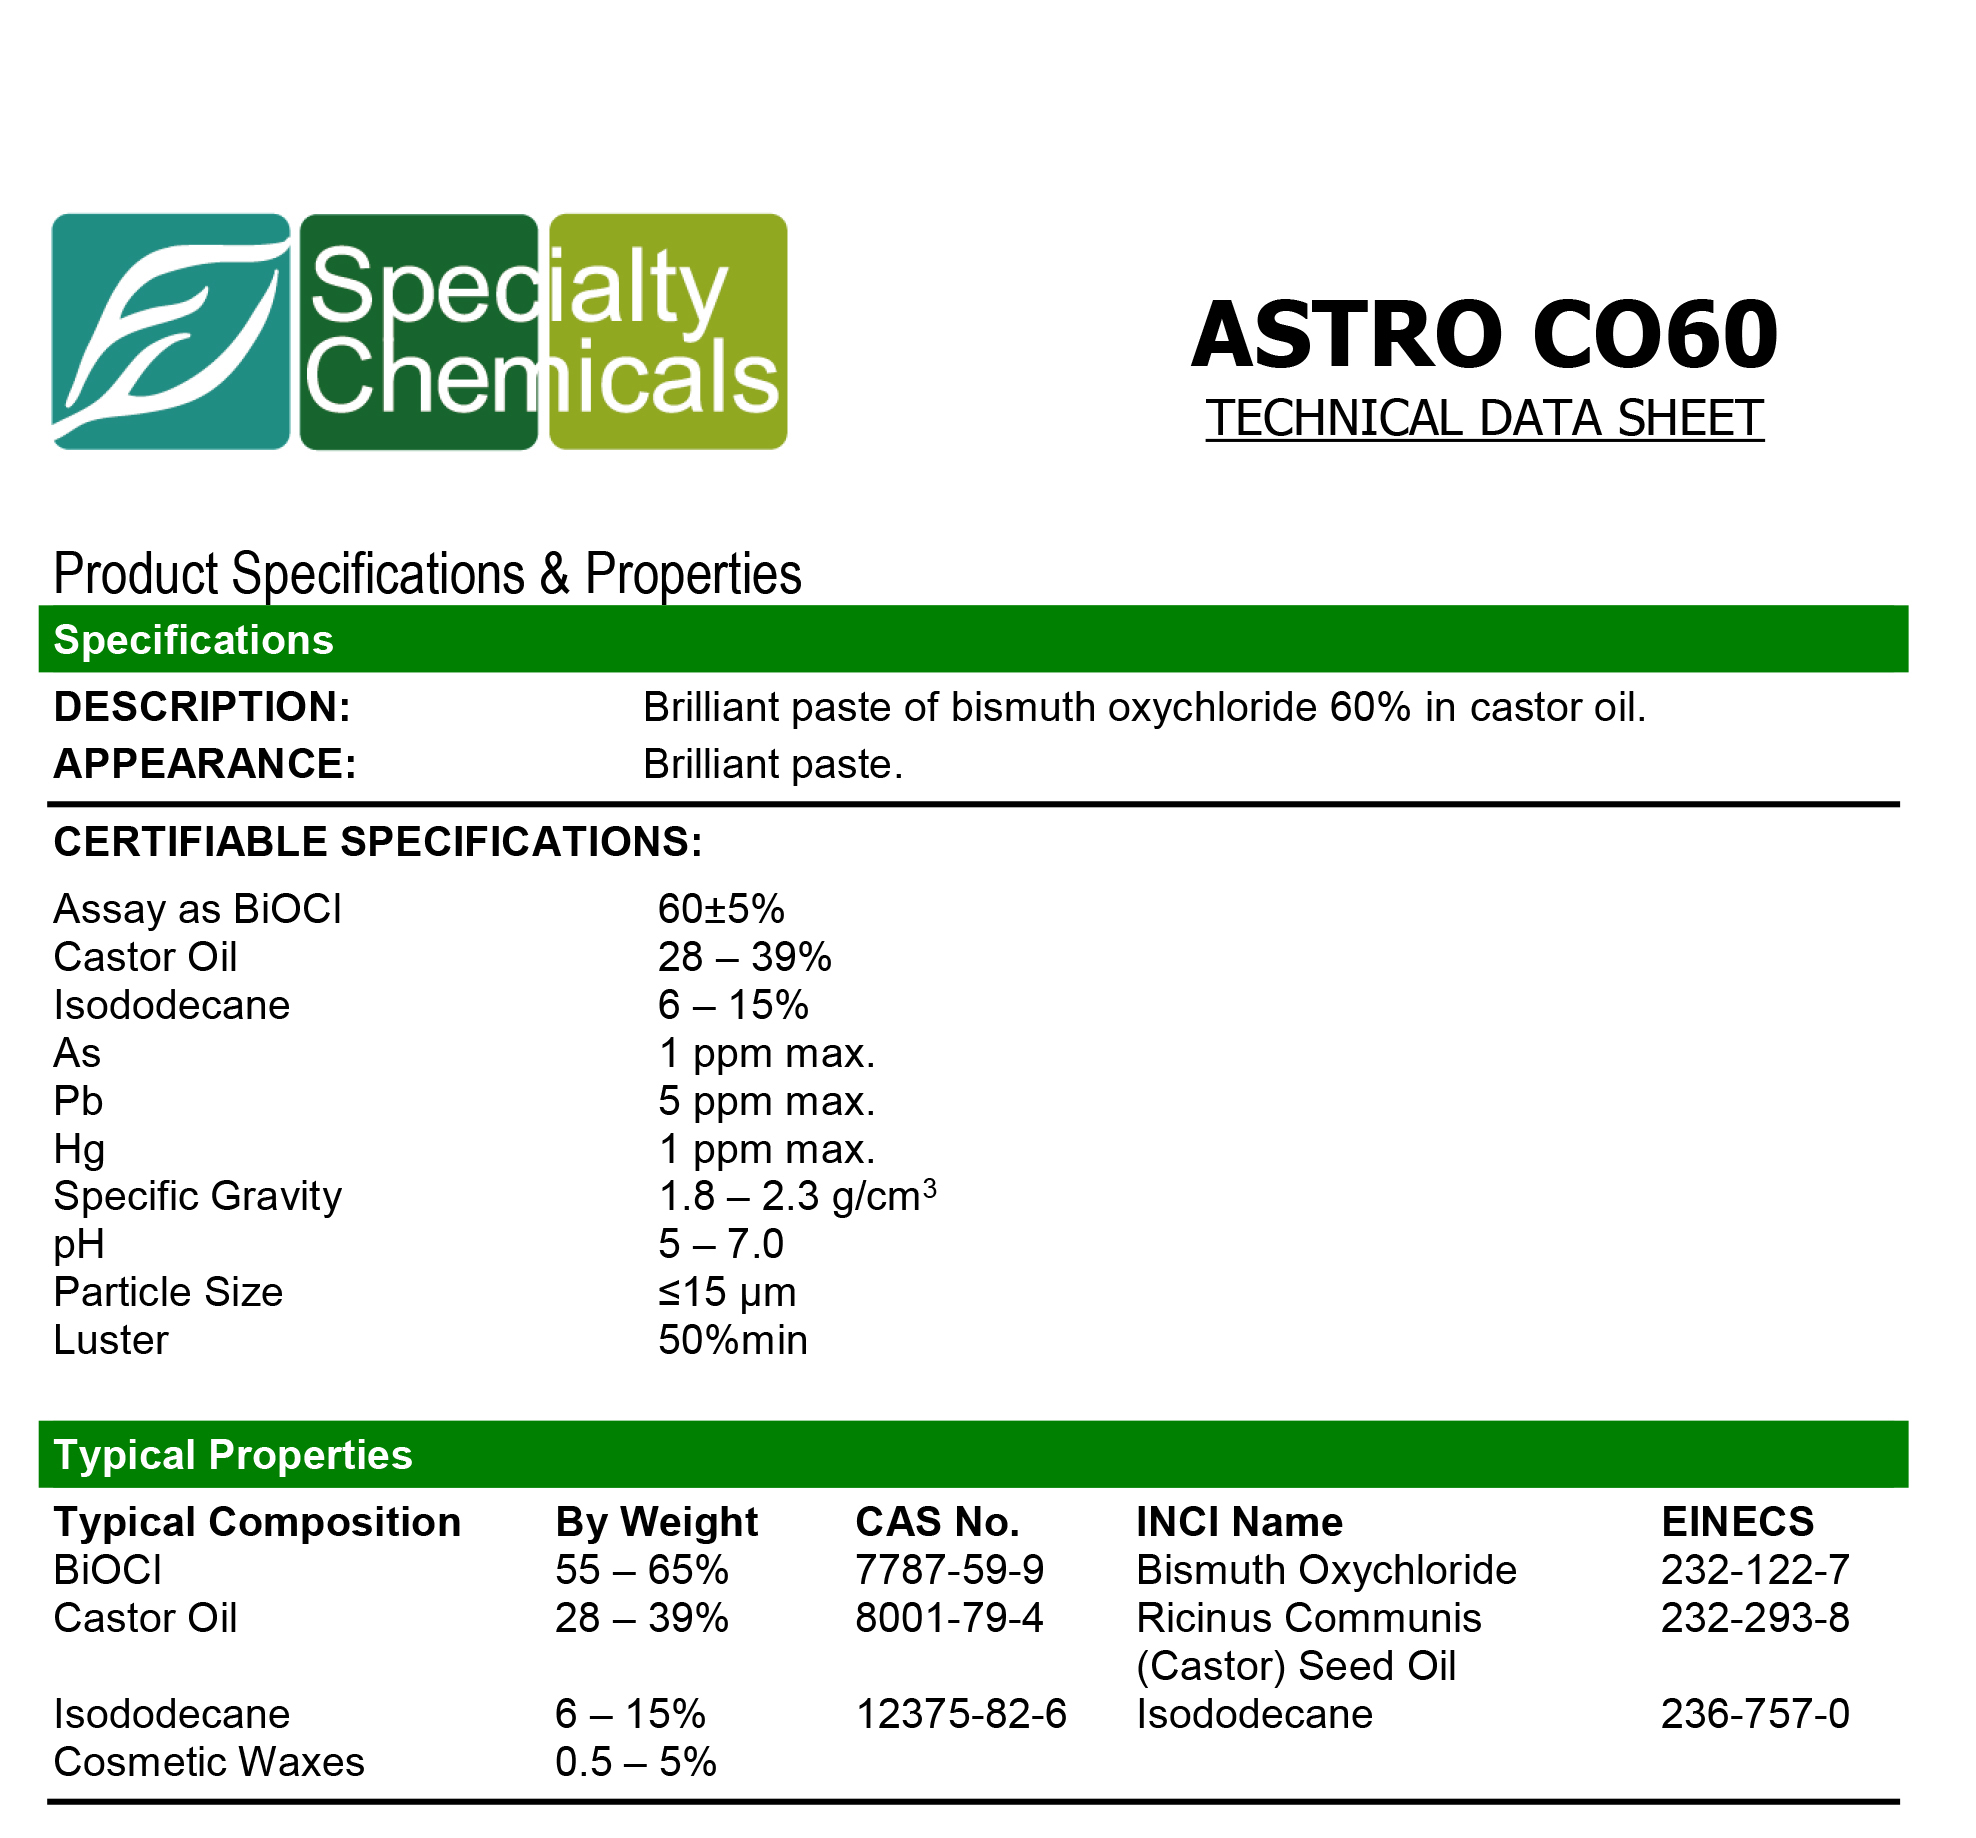 Specialty
Chemicals
ASTRO CO60
TECHNICAL DATA SHEET
Product Specifications & Properties
Specifications
DESCRIPTION: Brilliant paste of bismuth oxychloride 60% in castor oil.
APPEARANCE: Brilliant paste.
CERTIFIABLE SPECIFICATIONS:
Assay as BiOCl 60±5%
Castor Oil 28 – 39%
Isododecane 6 – 15%
As 1 ppm max.
Pb 5 ppm max.
Hg 1 ppm max.
Specific Gravity 1.8 – 2.3 g/cm³
pH 5 – 7.0
Particle Size ≤15 µm
Luster 50%min
Typical Properties
Typical Composition By Weight CAS No. INCI Name EINECS
BiOCl 55 – 65% 7787-59-9 Bismuth Oxychloride 232-122-7
Castor Oil 28 – 39% 8001-79-4 Ricinus Communis 232-293-8
(Castor) Seed Oil
Isododecane 6 – 15% 12375-82-6 Isododecane 236-757-0
Cosmetic Waxes 0.5 – 5%